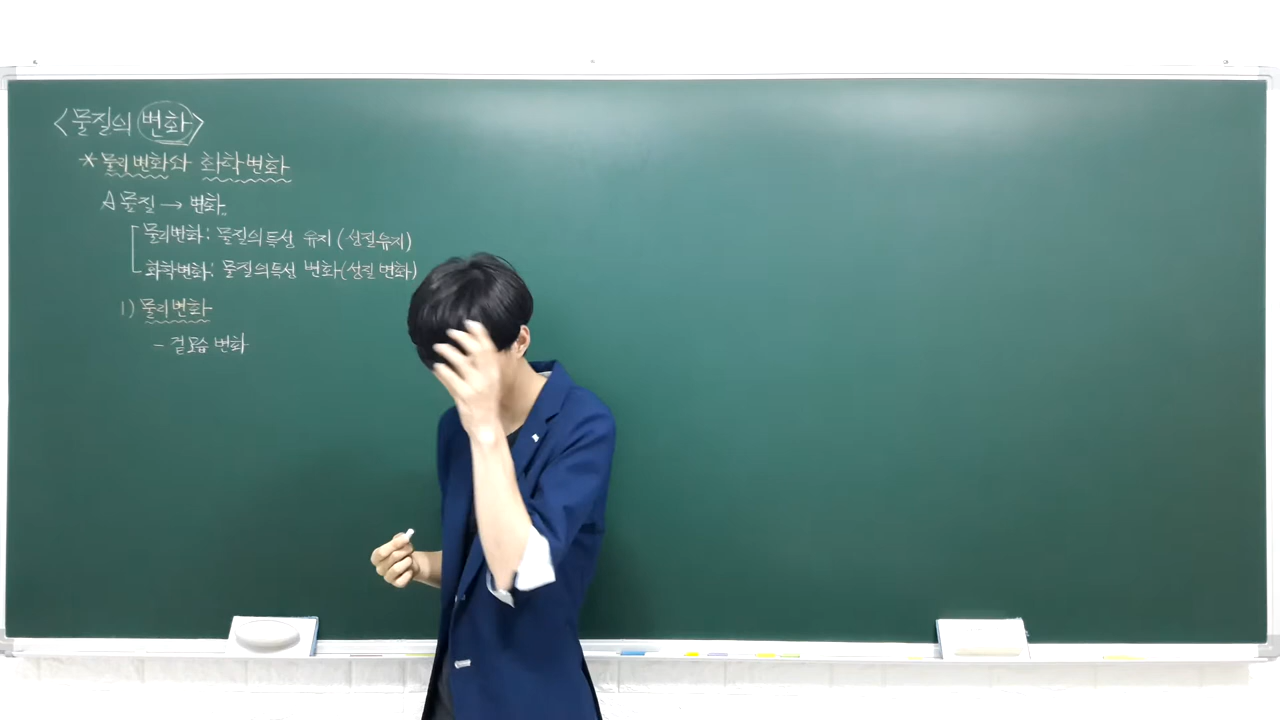 <물질의 변화>
* 물리변화와 화학변화
A 물질 → 변화
물리변화: 물질의 특성 유지 (성질유지)
화학변화: 물질의 특성 변화 (성질 변화)
1) 물리변화
- 겉모습 변화